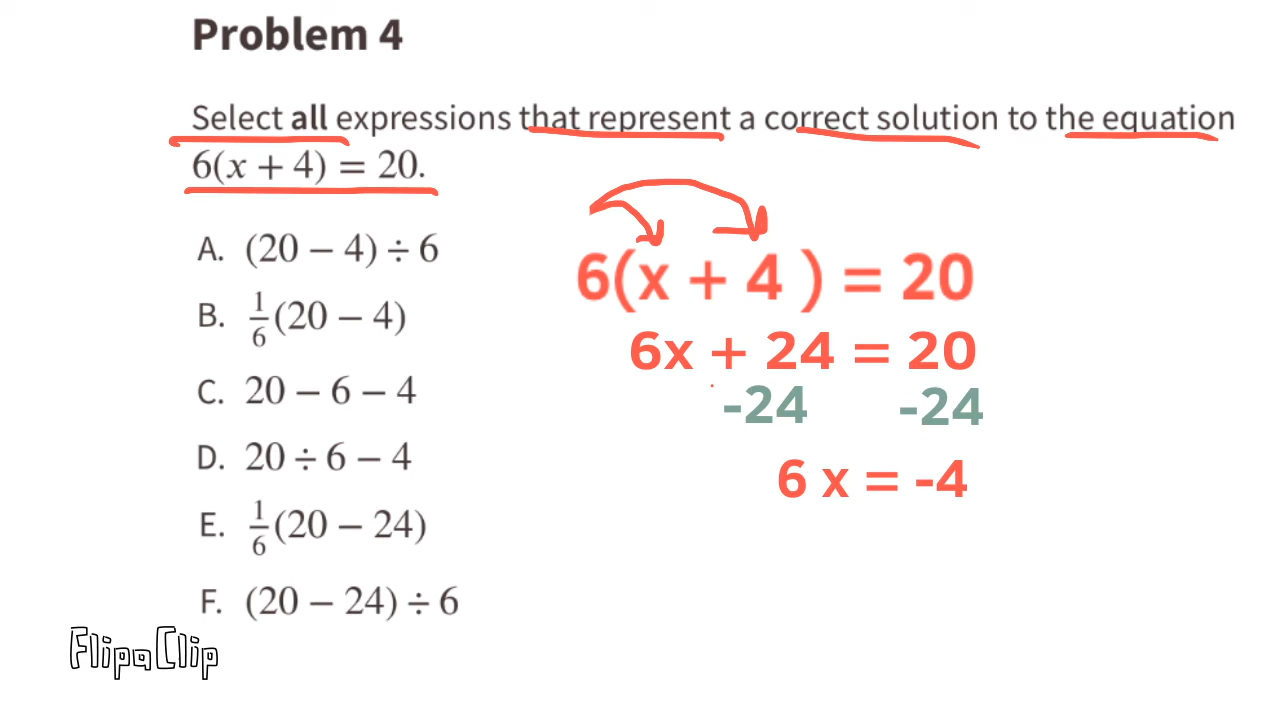 Problem 4
Select all expressions that represent a correct solution to the equation
6(x + 4) = 20.
A. (20 − 4) ÷ 6
B. 1/6 (20 − 4)
C. 20 − 6 − 4
D. 20 ÷ 6 − 4
E. 1/6 (20 − 24)
F. (20 − 24) ÷ 6
6(x + 4 ) = 20
6x + 24 = 20
-24 -24
6 x = -4
FlipaClip